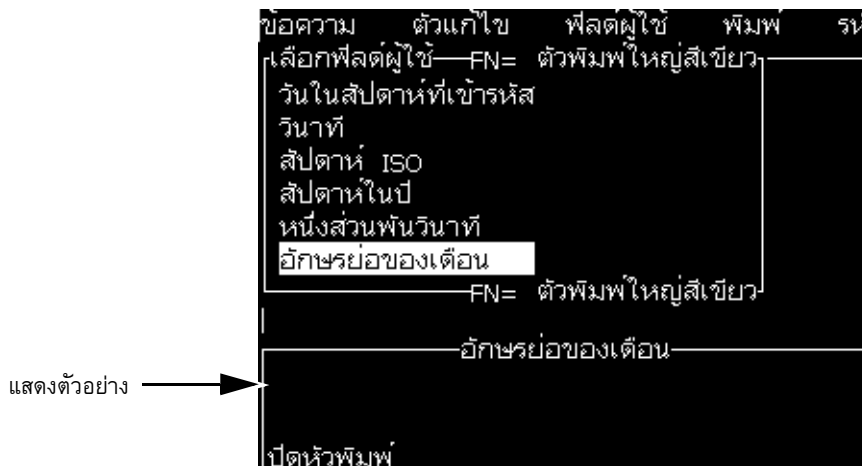 ข้อความ ตัวแก้ไข ฟิลด์ผู้ใช้ พิมพ์
เลือกฟิลด์ผู้ใช้ FN= ตัวพิมพ์ใหญ่สีเขียว
วันในสัปดาห์ที่เข้ารหัส
วินาที
สัปดาห์ ISO
สัปดาห์ในปี
หนึ่งส่วนพันวินาที
อักษรย่อของเดือน
FN= ตัวพิมพ์ใหญ่สีเขียว
อักษรย่อของเดือน
แสดงตัวอย่าง
ปิดหัวพิมพ์